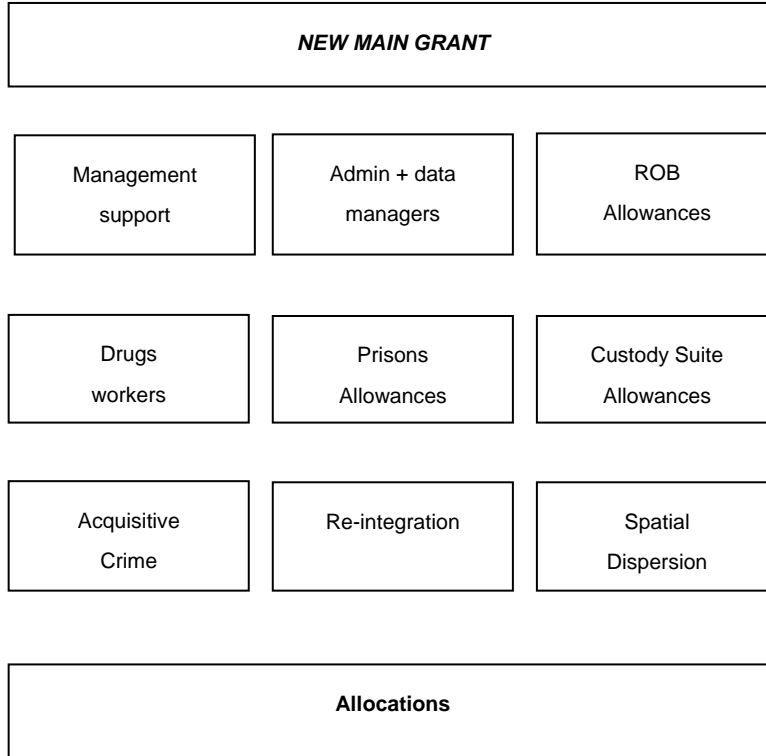 NEW MAIN GRANT
Management
support
Admin + data
managers
ROB
Allowances
Drugs
workers
Prisons
Allowances
Custody Suite
Allowances
Acquisitive
Crime
Re-integration
Spatial
Dispersion
Allocations